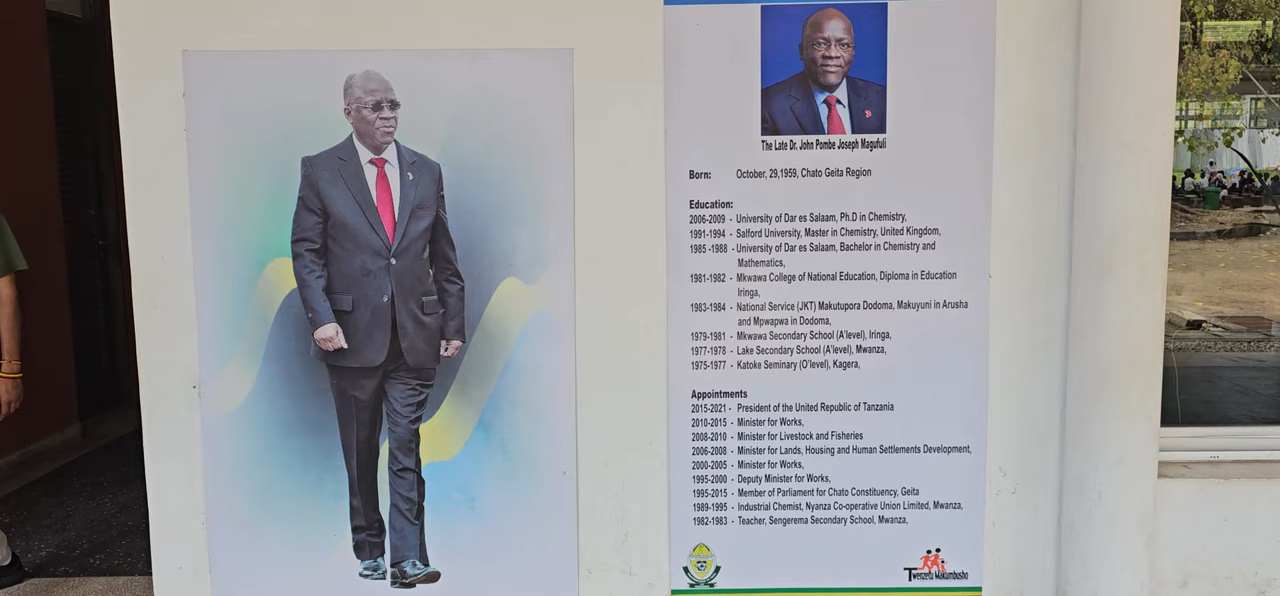 The Late Dr. John Pombe Joseph Magufuli
Born: October, 29,1959, Chato Geita Region
Education:
2006-2009 - University of Dar es Salaam, Ph.D in Chemistry,
1991-1994 - Salford University, Master in Chemistry, United Kingdom,
1985 -1988 - University of Dar es Salaam, Bachelor in Chemistry and
Mathematics,
1981-1982 - Mkwawa College of National Education, Diploma in Education
Iringa,
1983-1984 - National Service (JKT) Makutupora Dodoma, Makuyuni in Arusha
and Mpwapwa in Dodoma,
1979-1981 - Mkwawa Secondary School (A'level), Iringa,
1977-1978 - Lake Secondary School (A'level), Mwanza,
1975-1977 - Katoke Seminary (O'level), Kagera,
Appointments
2015-2021 - President of the United Republic of Tanzania
2010-2015 - Minister for Works,
2008-2010 - Minister for Livestock and Fisheries
2006-2008 - Minister for Lands, Housing and Human Settlements Development,
2000-2005 - Minister for Works,
1995-2000 - Deputy Minister for Works,
1995-2015 - Member of Parliament for Chato Constituency, Geita
1989-1995 - Industrial Chemist, Nyanza Co-operative Union Limited, Mwanza,
1982-1983 - Teacher, Sengerema Secondary School, Mwanza,
Twenzetu Makumbusho